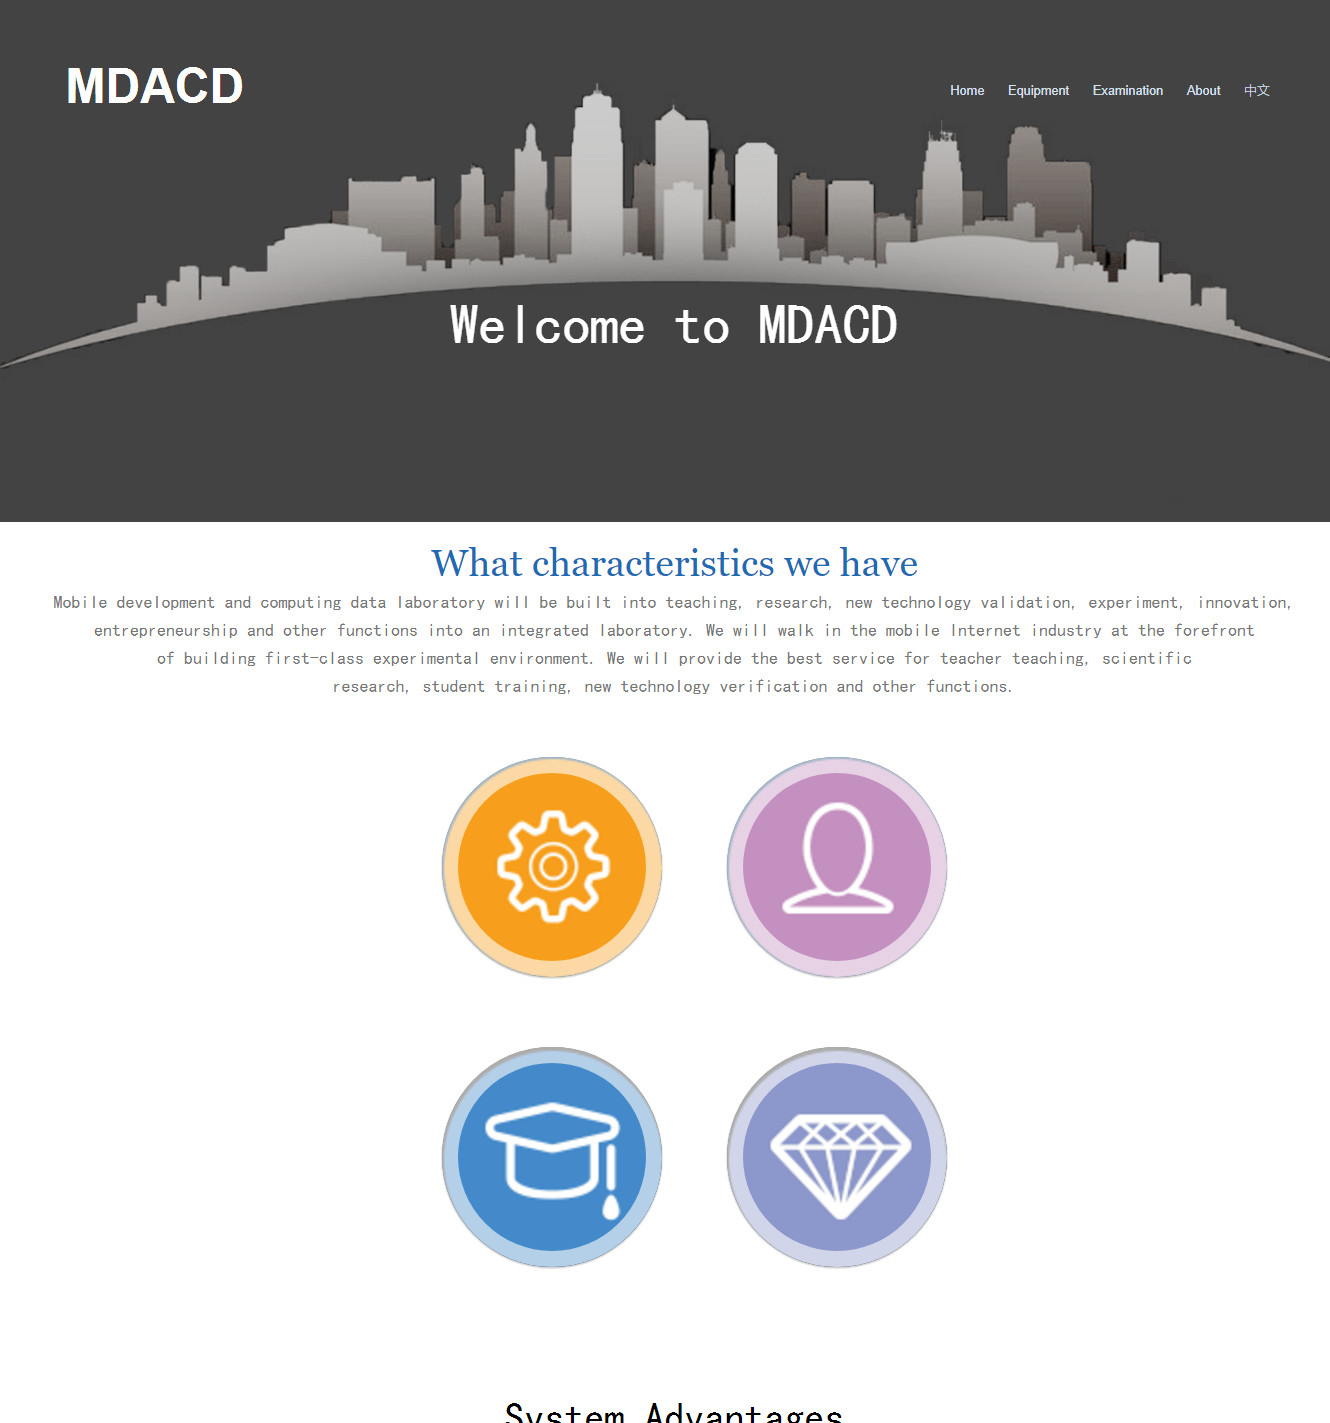 MDACD
Home Equipment Examination About 中文
Welcome to MDACD
What characteristics we have
Mobile development and computing data laboratory will be built into teaching, research, new technology validation, experiment, innovation,
entrepreneurship and other functions into an integrated laboratory. We will walk in the mobile Internet industry at the forefront
of building first-class experimental environment. We will provide the best service for teacher teaching, scientific
research, student training, new technology verification and other functions.
System Advantages